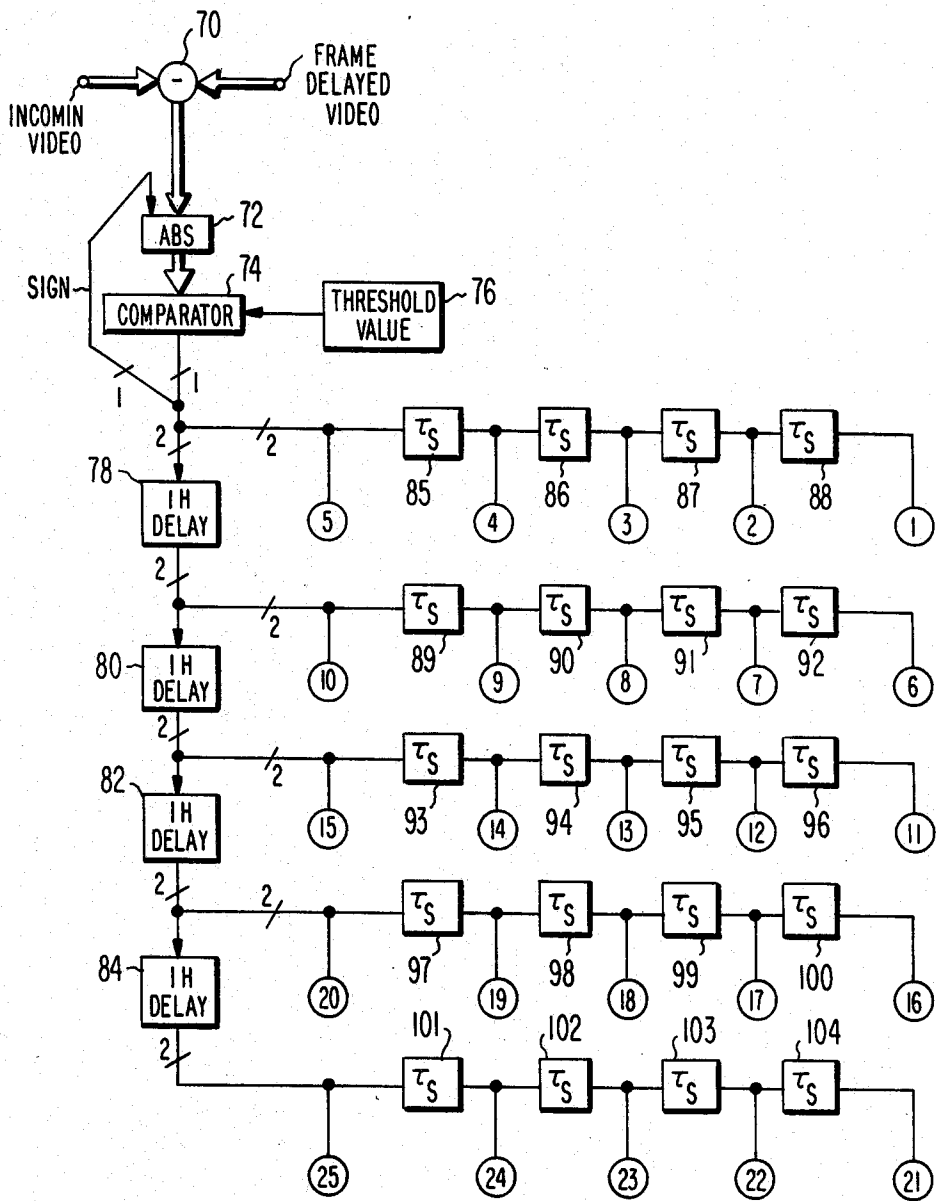 70
FRAME
DELAYED
VIDEO
INCOMIN
VIDEO
-
ABS
72
SIGN
74
COMPARATOR
THRESHOLD
VALUE
76
1
1
2
2
78
1H
DELAY
τS
τS
τS
τS
85
86
87
88
5
4
3
2
1
2
2
80
1H
DELAY
τS
τS
τS
τS
89
90
91
92
10
9
8
7
6
2
2
82
1H
DELAY
τS
τS
τS
τS
93
94
95
96
15
14
13
12
11
2
2
84
1H
DELAY
τS
τS
τS
τS
97
98
99
100
20
19
18
17
16
2
101
102
103
104
τS
τS
τS
τS
25
24
23
22
21